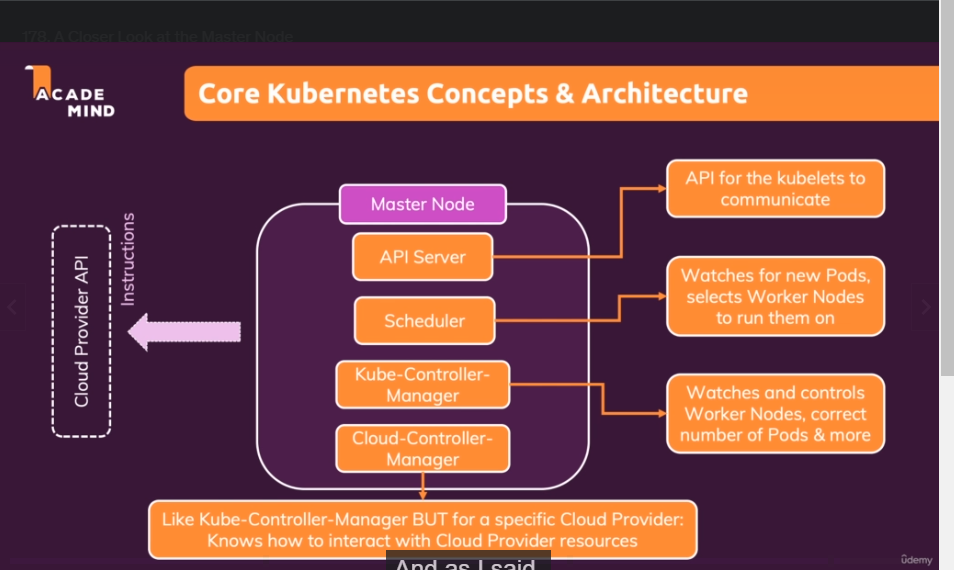 178. A Closer Look at the Master Node
ACADE
MIND
Core Kubernetes Concepts & Architecture
Cloud Provider API
Instructions
Master Node
API Server
Scheduler
Kube-Controller-
Manager
Cloud-Controller-
Manager
API for the kubelets to
communicate
Watches for new Pods,
selects Worker Nodes
to run them on
Watches and controls
Worker Nodes, correct
number of Pods & more
Like Kube-Controller-Manager BUT for a specific Cloud Provider:
Knows how to interact with Cloud Provider resources
And as I said
ûdemy